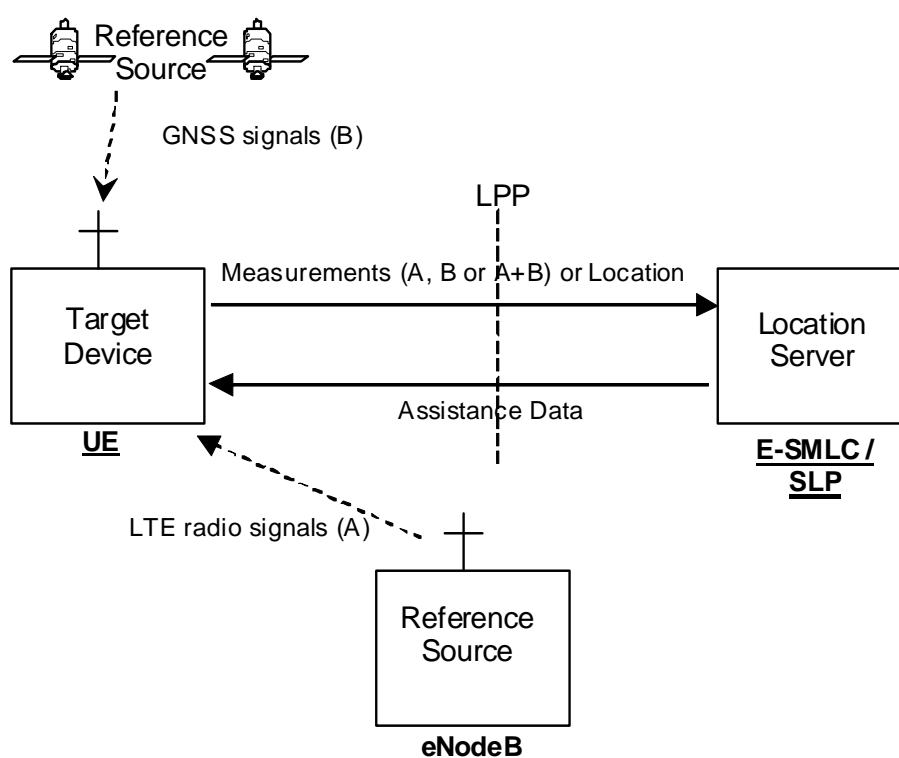 Reference
Source
GNSS signals (B)
LPP
Measurements (A, B or A+B) or Location
Target
Device
Location
Server
Assistance Data
UE
E-SMLC /
SLP
LTE radio signals (A)
Reference
Source
eNodeB